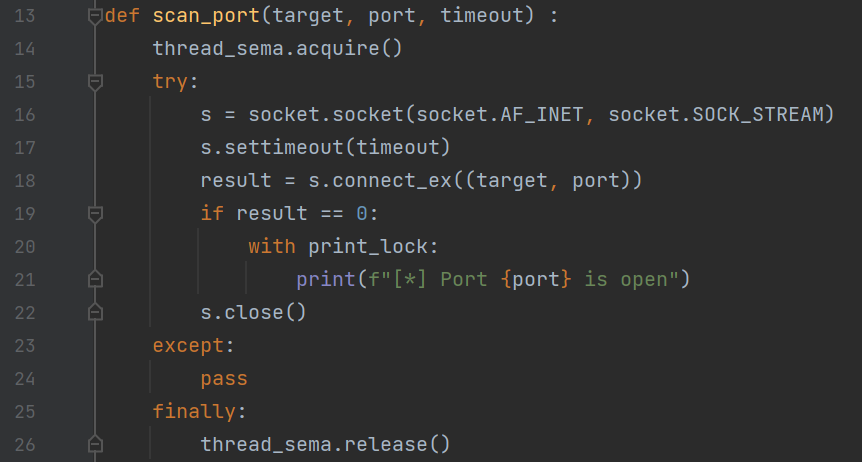 13 def scan_port(target, port, timeout) :
14     thread_sema.acquire()
15     try:
16         s = socket.socket(socket.AF_INET, socket.SOCK_STREAM)
17         s.settimeout(timeout)
18         result = s.connect_ex((target, port))
19         if result == 0:
20             with print_lock:
21                 print(f"[*] Port {port} is open")
22         s.close()
23     except:
24         pass
25     finally:
26         thread_sema.release()